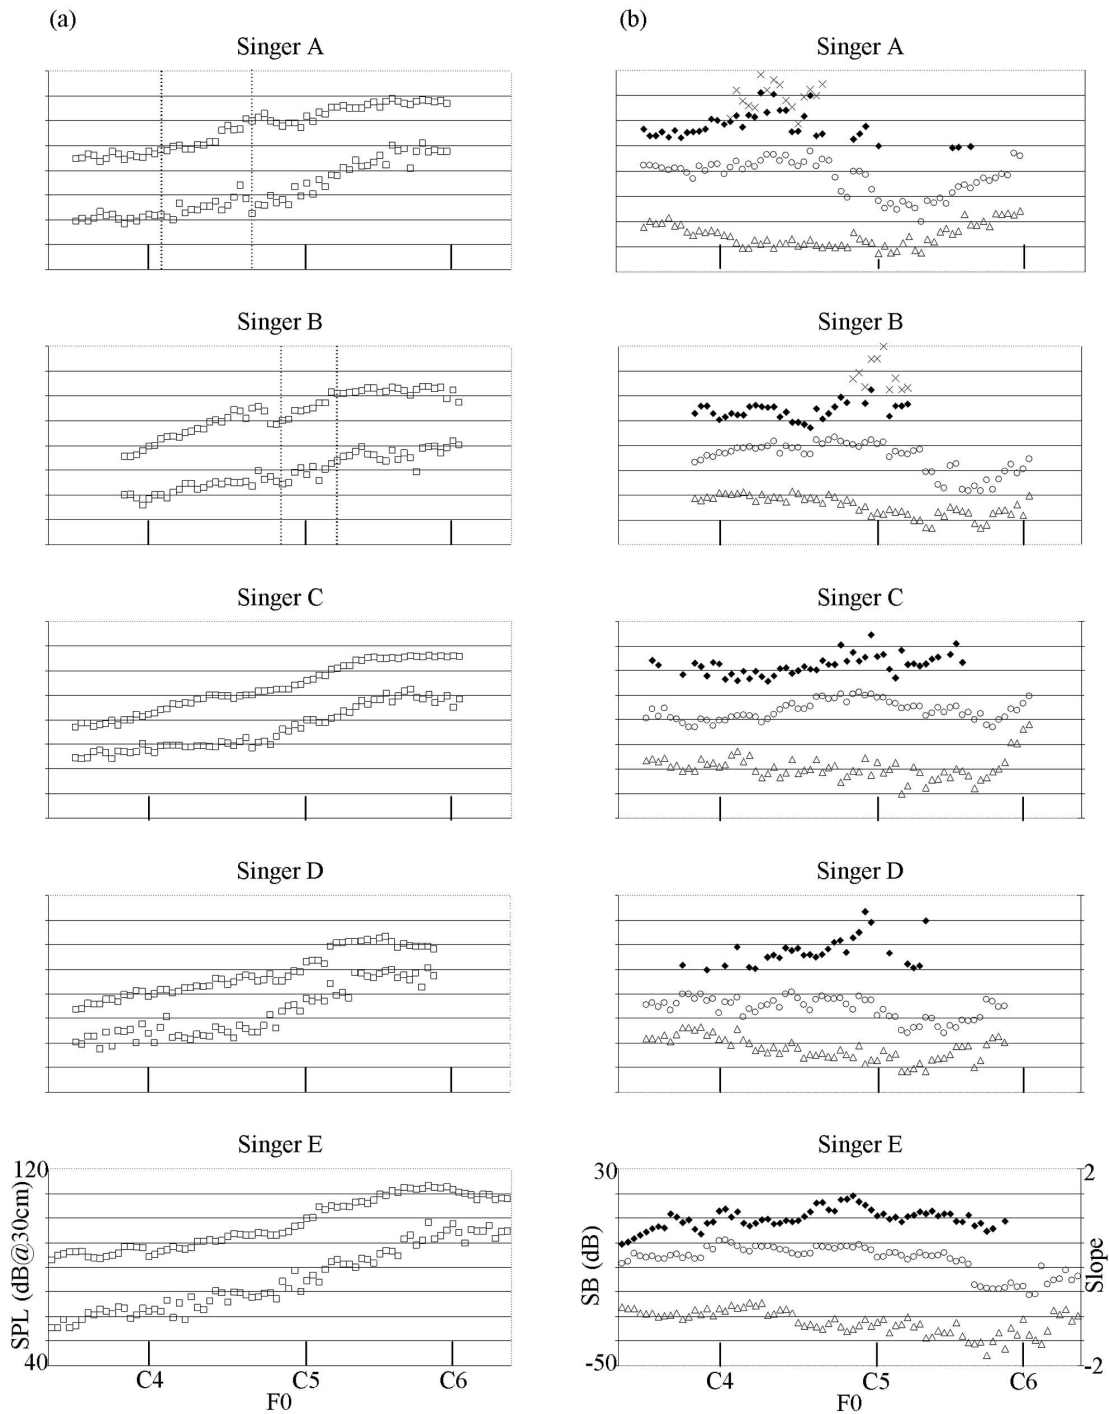 (a)
(b)
Singer A
Singer A
Singer B
Singer B
Singer C
Singer C
Singer D
Singer D
Singer E
Singer E
120
SPL (dB@30cm)
40
C4 C5 C6
F0
30
SB (dB)
-50
2
Slope
-2
C4 C5 C6
F0